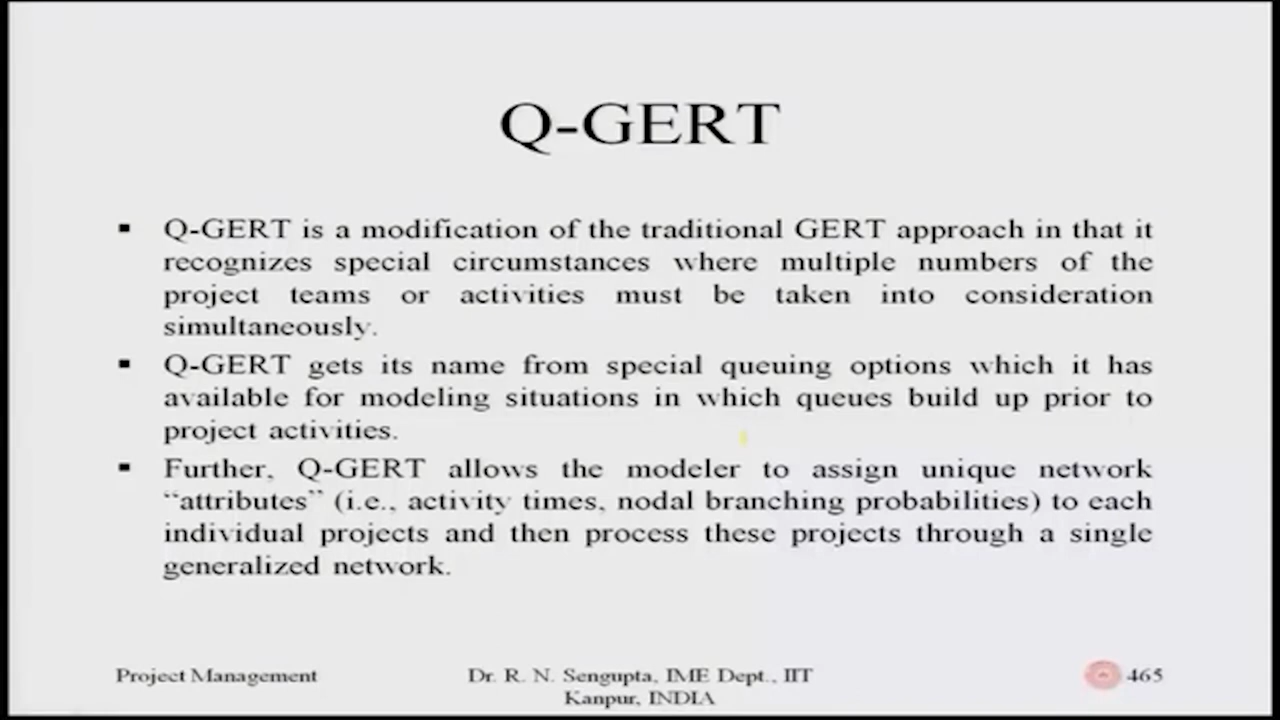 Q-GERT
▪ Q-GERT is a modification of the traditional GERT approach in that it
recognizes special circumstances where multiple numbers of the
project teams or activities must be taken into consideration
simultaneously.
▪ Q-GERT gets its name from special queuing options which it has
available for modeling situations in which queues build up prior to
project activities.
▪ Further, Q-GERT allows the modeler to assign unique network
“attributes” (i.e., activity times, nodal branching probabilities) to each
individual projects and then process these projects through a single
generalized network.
Project Management
Dr. R. N. Sengupta, IME Dept., IIT
Kanpur, INDIA
465